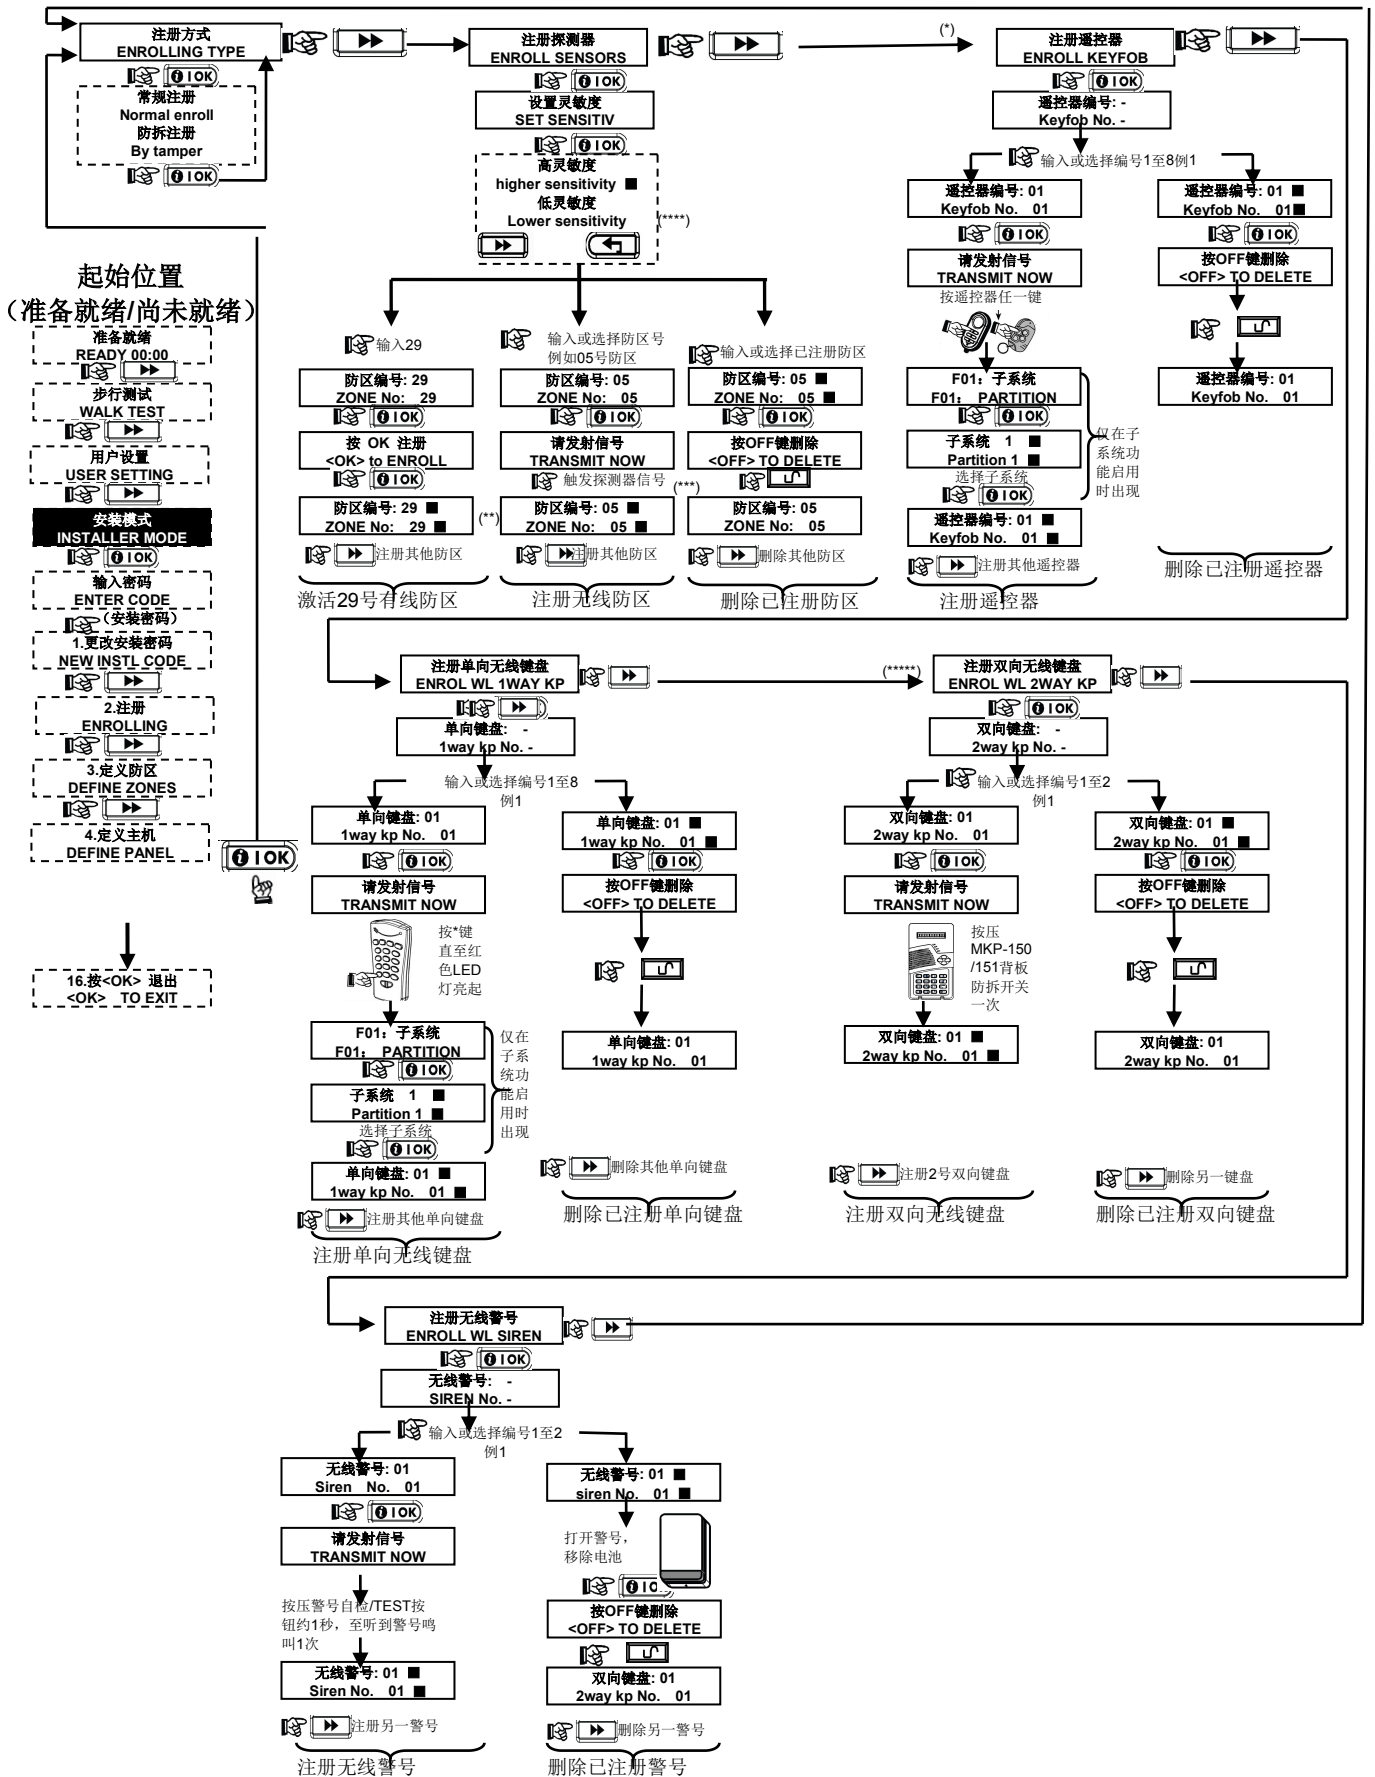 注册方式
ENROLLING TYPE
注册探测器
ENROLL SENSORS
(*)
注册遥控器
ENROLL KEYFOB
OK
常规注册
Normal enroll
防拆注册
By tamper
OK
OK
设置灵敏度
SET SENSITIV
OK
高灵敏度
higher sensitivity ■
低灵敏度
Lower sensitivity
(****)
OK
遥控器编号: -
Keyfob No. -
输入或选择编号1至8例1
遥控器编号: 01
Keyfob No. 01
OK
请发射信号
TRANSMIT NOW
按遥控器任一键
F01：子系统
F01： PARTITION
OK
子系统 1 ■
Partition 1 ■
选择子系统
OK
仅在子
系统功
能启用
时出现
遥控器编号: 01 ■
Keyfob No. 01 ■
注册其他遥控器
注册遥控器
遥控器编号: 01 ■
Keyfob No. 01■
OK
按OFF键删除
<OFF> TO DELETE
遥控器编号: 01
Keyfob No. 01
删除已注册遥控器
起始位置
（准备就绪/尚未就绪）
准备就绪
READY 00:00
步行测试
WALK TEST
用户设置
USER SETTING
安装模式
INSTALLER MODE
OK
输入密码
ENTER CODE
（安装密码）
1.更改安装密码
NEW INSTL CODE
2.注册
ENROLLING
3.定义防区
DEFINE ZONES
4.定义主机
DEFINE PANEL
OK
16.按<OK> 退出
<OK> TO EXIT
输入29
防区编号: 29
ZONE No: 29
OK
按 OK 注册
<OK> to ENROLL
OK
防区编号: 29 ■
ZONE No: 29 ■
(**)
注册其他防区
激活29号有线防区
输入或选择防区号
例如05号防区
防区编号: 05
ZONE No: 05
OK
请发射信号
TRANSMIT NOW
触发探测器信号
(***)
防区编号: 05 ■
ZONE No: 05 ■
注册其他防区
注册无线防区
输入或选择已注册防区
防区编号: 05 ■
ZONE No: 05 ■
OK
按OFF键删除
<OFF> TO DELETE
防区编号: 05
ZONE No: 05
删除其他防区
删除已注册防区
注册单向无线键盘
ENROL WL 1WAY KP
(*****)
注册双向无线键盘
ENROL WL 2WAY KP
单向键盘: -
1way kp No. -
输入或选择编号1至8
例1
单向键盘: 01
1way kp No. 01
OK
请发射信号
TRANSMIT NOW
按*键
直至红
色LED
灯亮起
F01：子系统
F01： PARTITION
OK
子系统 1 ■
Partition 1 ■
选择子系统
OK
仅在
子系
统功
能启
用时
出现
单向键盘: 01 ■
1way kp No. 01 ■
注册其他单向键盘
注册单向无线键盘
单向键盘: 01 ■
1way kp No. 01 ■
OK
按OFF键删除
<OFF> TO DELETE
单向键盘: 01
1way kp No. 01
删除其他单向键盘
删除已注册单向键盘
OK
双向键盘: -
2way kp No. -
输入或选择编号1至2
例1
双向键盘: 01
2way kp No. 01
OK
请发射信号
TRANSMIT NOW
按压
MKP-150
/151背板
防拆开关
一次
双向键盘: 01 ■
2way kp No. 01 ■
注册2号双向键盘
注册双向无线键盘
双向键盘: 01 ■
2way kp No. 01 ■
OK
按OFF键删除
<OFF> TO DELETE
双向键盘: 01
2way kp No. 01
删除另一键盘
删除已注册双向键盘
注册无线警号
ENROLL WL SIREN
OK
无线警号: -
SIREN No. -
输入或选择编号1至2
例1
无线警号: 01
Siren No. 01
OK
请发射信号
TRANSMIT NOW
按压警号自检/TEST按
钮约1秒，至听到警号鸣
叫1次
无线警号: 01 ■
Siren No. 01 ■
注册另一警号
注册无线警号
无线警号: 01 ■
siren No. 01 ■
打开警号，
移除电池
按OFF键删除
<OFF> TO DELETE
双向键盘: 01
2way kp No. 01
删除另一警号
删除已注册警号